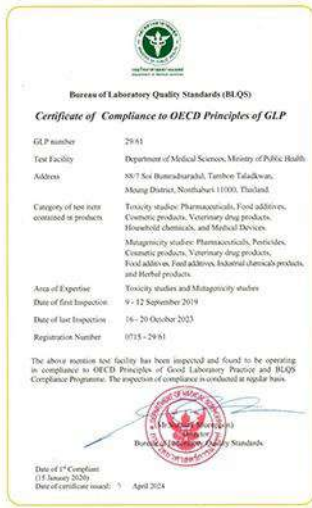 Bureau of Laboratory Quality Standards (BLQS)
Certificate of Compliance to OECD Principles of GLP
GLP number 29/61
Test Facility Department of Medical Sciences, Ministry of Public Health
Address 88/7 Soi Bumradnaradul, Tambon Taladkwan,
Meung District, Nonthaburi 11000, Thailand
Category of test item Toxicity studies: Pharmaceuticals, Food additives,
contained in products Cosmetic products, Veterinary drug products,
Household chemicals, and Medical Devices
Mutagenicity studies: Pharmaceuticals, Pesticides,
Cosmetic products, Veterinary drug products,
Food additives, Feed additives, Industrial chemicals products,
and Herbal products
Area of Expertise Toxicity studies and Mutagenicity studies
Date of first Inspection 9 - 12 September 2019
Date of last Inspection 16 - 20 October 2023
Registration Number 0715 - 29/61
The above mention test facility has been inspected and found to be operating
in compliance to OECD Principles of Good Laboratory Practice and BLQS
Compliance Programme. The inspection of compliance is conducted at regular basis.
Director
Bureau of Laboratory Quality Standards
Date of 1st Compliant
(15 January 2020)
Date of certificate issued: 5 April 2024